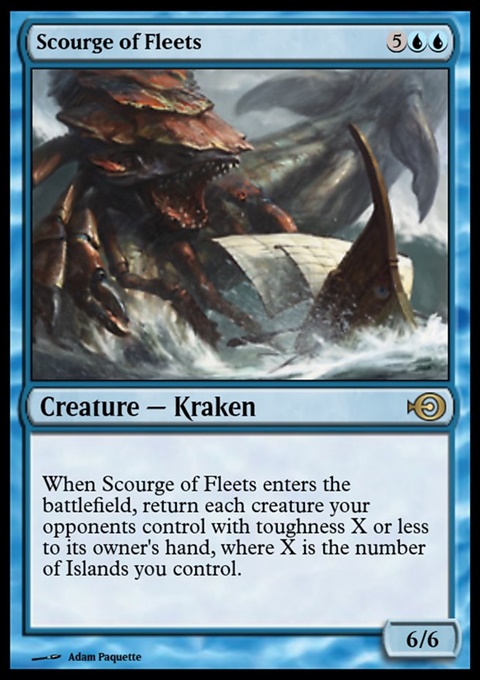 Scourge of Fleets 5
Creature — Kraken
When Scourge of Fleets enters the
battlefield, return each creature your
opponents control with toughness X or less
to its owner's hand, where X is the number
of Islands you control.
6/6
Adam Paquette